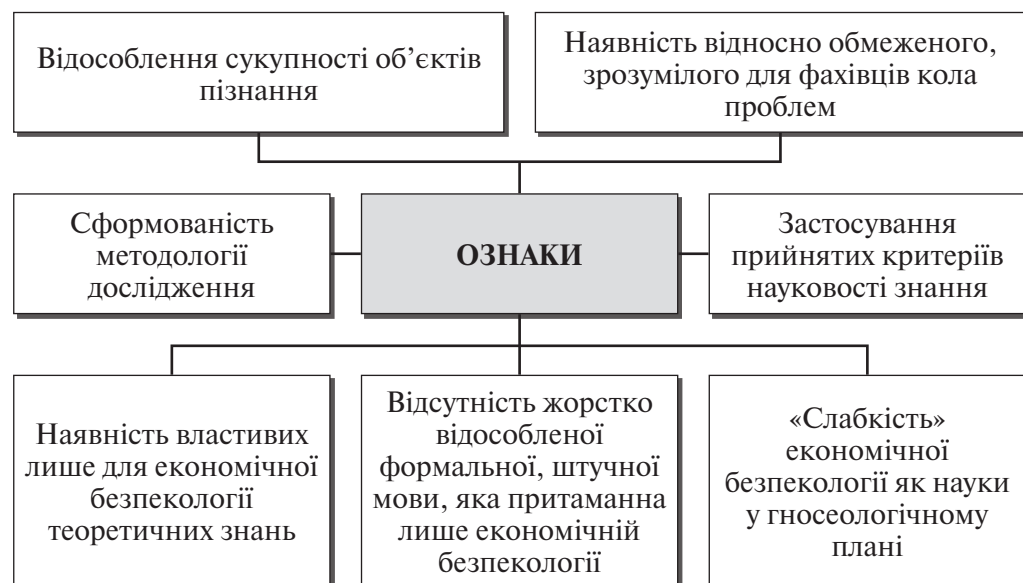 Відособлення сукупності об’єктів
пізнання
Наявність відносно обмеженого,
зрозумілого для фахівців кола
проблем
Сформованість
методології
дослідження
ОЗНАКИ
Застосування
прийнятих критеріїв
науковості знання
Наявність властивих
лише для економічної
безпекології
теоретичних знань
Відсутність жорстко
відособленої
формальної, штучної
мови, яка притаманна
лише економічній
безпекології
«Слабкість»
економічної
безпекології як науки
у гносеологічному
плані